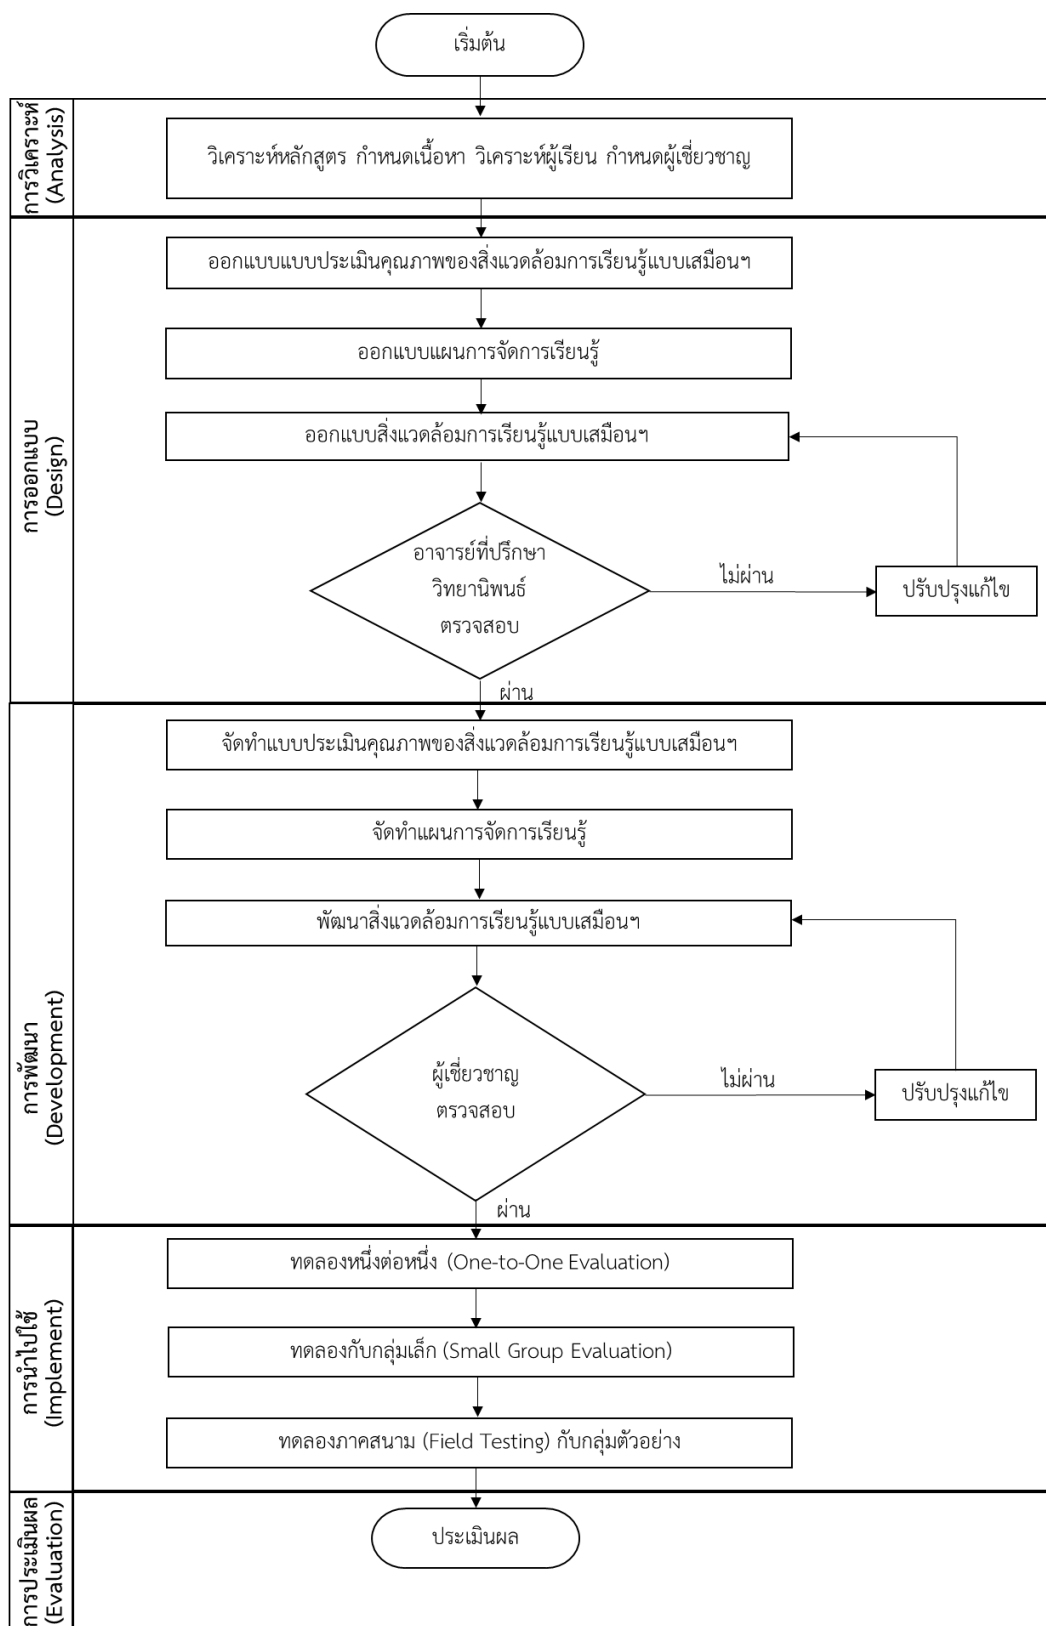 เริ่มต้น
การวิเคราะห์
(Analysis)
วิเคราะห์หลักสูตร กำหนดเนื้อหา วิเคราะห์ผู้เรียน กำหนดผู้เชี่ยวชาญ
การออกแบบ
(Design)
ออกแบบแบบประเมินคุณภาพของสิ่งแวดล้อมการเรียนรู้แบบเสมือนฯ
ออกแบบแผนการจัดการเรียนรู้
ออกแบบสิ่งแวดล้อมการเรียนรู้แบบเสมือนฯ
อาจารย์ที่ปรึกษา
วิทยานิพนธ์
ตรวจสอบ
ไม่ผ่าน
ปรับปรุงแก้ไข
ผ่าน
การพัฒนา
(Development)
จัดทำแบบประเมินคุณภาพของสิ่งแวดล้อมการเรียนรู้แบบเสมือนฯ
จัดทำแผนการจัดการเรียนรู้
พัฒนาสิ่งแวดล้อมการเรียนรู้แบบเสมือนฯ
ผู้เชี่ยวชาญ
ตรวจสอบ
ไม่ผ่าน
ปรับปรุงแก้ไข
ผ่าน
การนำไปใช้
(Implement)
ทดลองหนึ่งต่อหนึ่ง (One-to-One Evaluation)
ทดลองกับกลุ่มเล็ก (Small Group Evaluation)
ทดลองภาคสนาม (Field Testing) กับกลุ่มตัวอย่าง
การประเมินผล
(Evaluation)
ประเมินผล